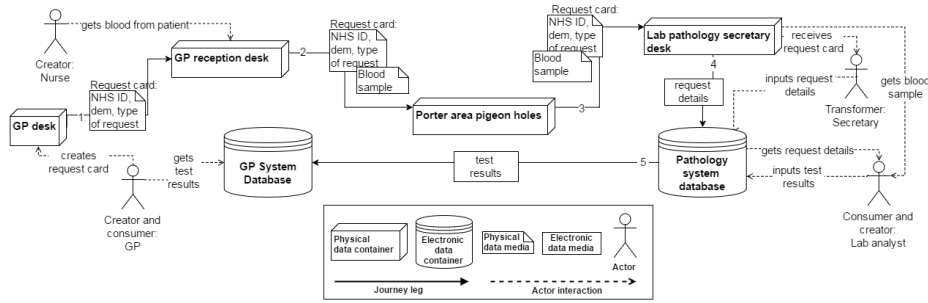 gets blood from patient
Creator:
Nurse
GP reception desk
2
Request card:
NHS ID,
dem, type
of request
Blood
sample
Request card:
NHS ID,
dem, type
of request
Blood
sample
Lab pathology secretary
desk
receives
request card
4
Request card:
NHS ID,
dem, type
of request
1
GP desk
Porter area pigeon holes
3
request
details
inputs request
details
gets blood
sample
Transformer:
Secretary
creates
request card
gets
test
results
GP System
Database
test
results
5
Pathology
system
database
gets request details
inputs test
results
Creator and
consumer:
GP
Consumer and
creator:
Lab analyst
Physical
data container
Electronic
data
container
Physical
data media
Electronic
data media
Actor
Journey leg
Actor interaction